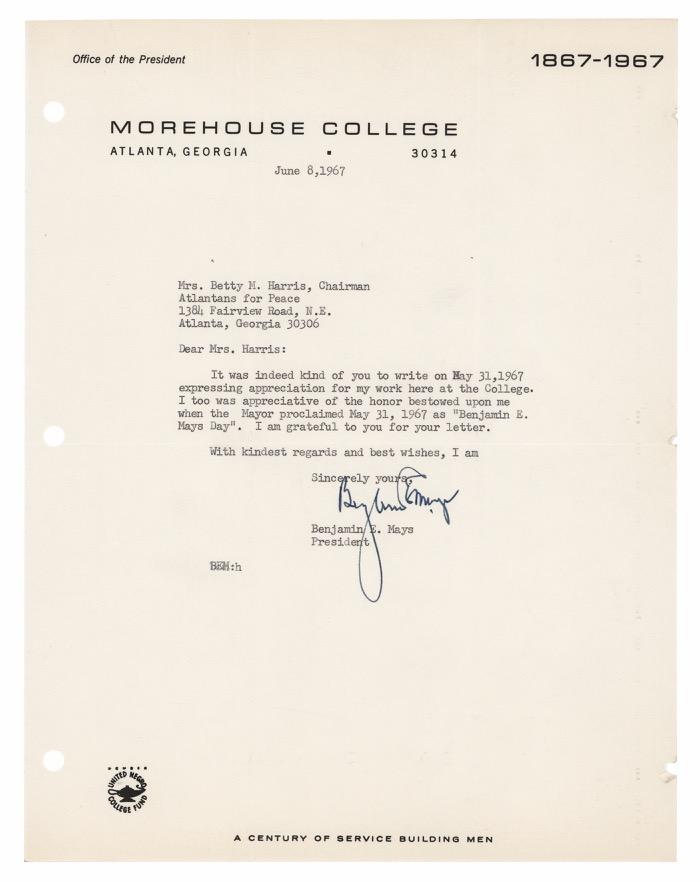 Office of the President
1867-1967
MOREHOUSE COLLEGE
ATLANTA, GEORGIA ▪ 30314
June 8,1967
Mrs. Betty M. Harris, Chairman
Atlantans for Peace
1384 Fairview Road, N.E.
Atlanta, Georgia 30306
Dear Mrs. Harris:
It was indeed kind of you to write on May 31,1967
expressing appreciation for my work here at the College.
I too was appreciative of the honor bestowed upon me
when the Mayor proclaimed May 31, 1967 as "Benjamin E.
Mays Day". I am grateful to you for your letter.
With kindest regards and best wishes, I am
Sincerely yours,
Benjamin E. Mays
Benjamin E. Mays
President
BEM:h
UNITED NEGRO
COLLEGE FUND
A CENTURY OF SERVICE BUILDING MEN